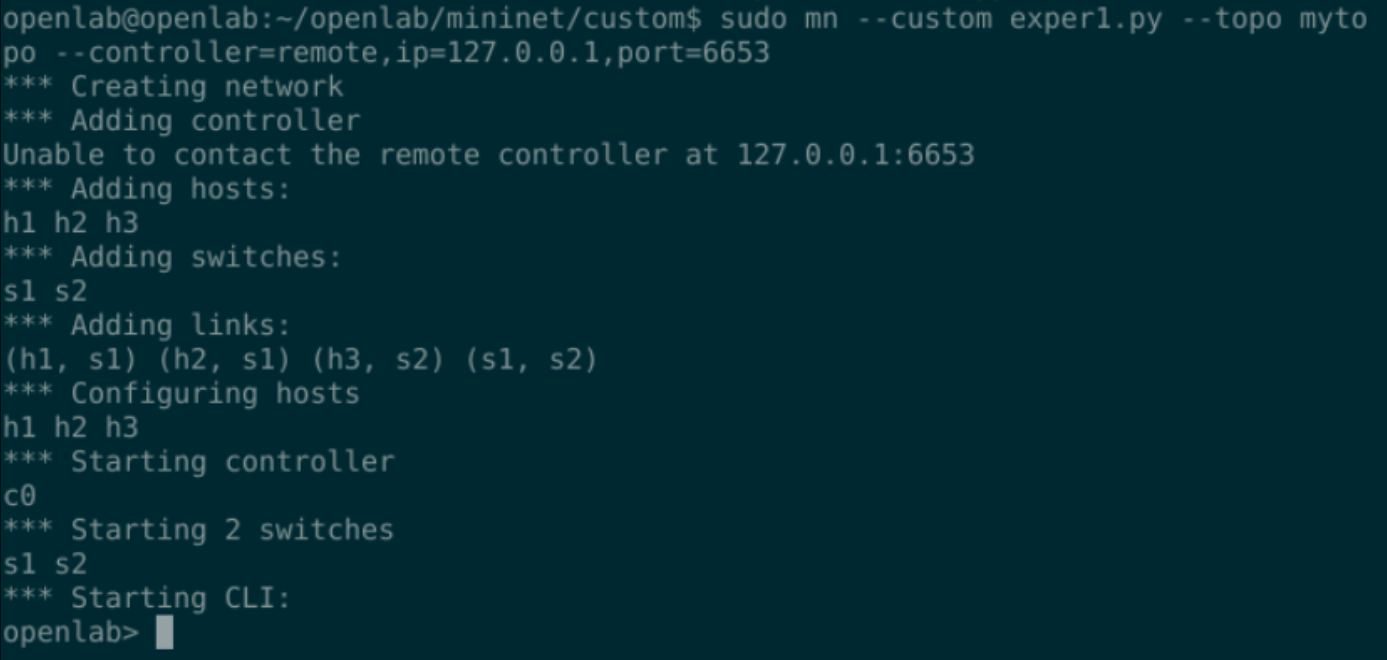 openlab@openlab:~/openlab/mininet/custom$ sudo mn --custom exper1.py --topo myto
po --controller=remote,ip=127.0.0.1,port=6653
*** Creating network
*** Adding controller
Unable to contact the remote controller at 127.0.0.1:6653
*** Adding hosts:
h1 h2 h3
*** Adding switches:
s1 s2
*** Adding links:
(h1, s1) (h2, s1) (h3, s2) (s1, s2)
*** Configuring hosts
h1 h2 h3
*** Starting controller
c0
*** Starting 2 switches
s1 s2
*** Starting CLI:
openlab>